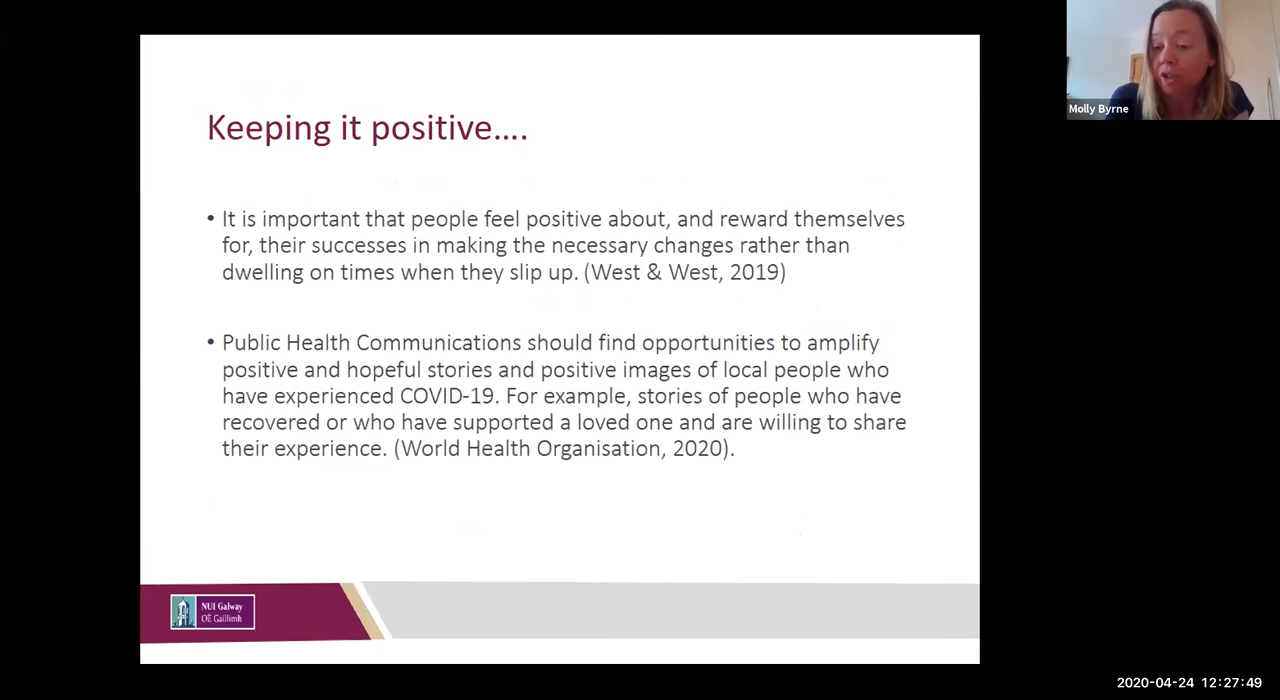 Molly Byrne
Keeping it positive....
• It is important that people feel positive about, and reward themselves
for, their successes in making the necessary changes rather than
dwelling on times when they slip up. (West & West, 2019)
• Public Health Communications should find opportunities to amplify
positive and hopeful stories and positive images of local people who
have experienced COVID-19. For example, stories of people who have
recovered or who have supported a loved one and are willing to share
their experience. (World Health Organisation, 2020).
NUI Galway
OÉ Gaillimh
2020-04-24 12:27:49